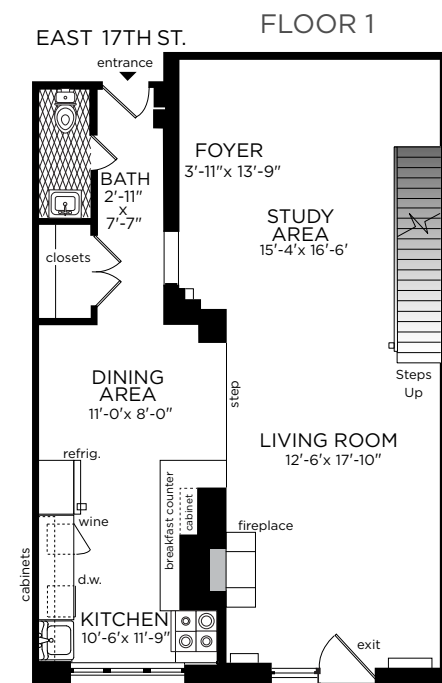 FLOOR 1
EAST 17TH ST.
entrance
FOYER
3'-11"x 13'-9"
BATH
2'-11"
x
7'-7"
STUDY
AREA
15'-4'x 16'-6'
closets
Steps
Up
DINING
AREA
11'-0'x 8'-0"
step
LIVING ROOM
12'-6'x 17'-10"
refrig.
breakfast counter
cabinet
wine
fireplace
cabinets
d.w.
KITCHEN
10'-6"x 11'-9"
exit